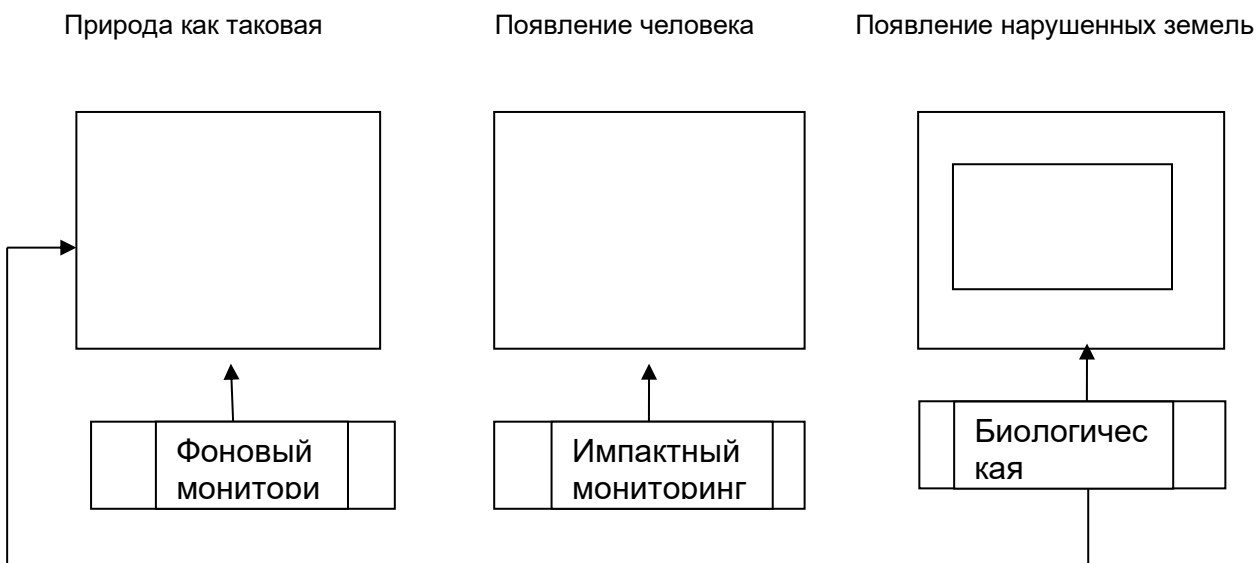 Природа как таковая
Появление человека
Появление нарушенных земель
Фоновый
монитори
Импактный
мониторинг
Биологичес
кая